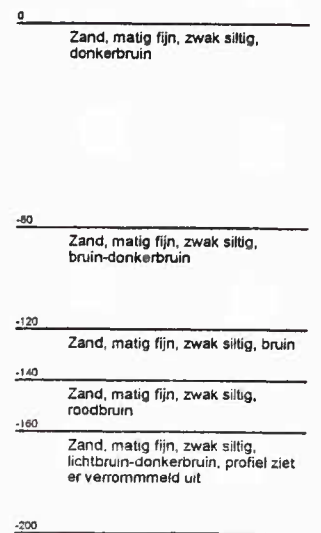 0
Zand, matig fijn, zwak siltig,
donkerbruin
-80
Zand, matig fijn, zwak siltig,
bruin-donkerbruin
-120
Zand, matig fijn, zwak siltig, bruin
-140
Zand, matig fijn, zwak siltig,
roodbruin
-160
Zand, matig fijn, zwak siltig,
lichtbruin-donkerbruin, profiel ziet
er verrommmeld uit
-200